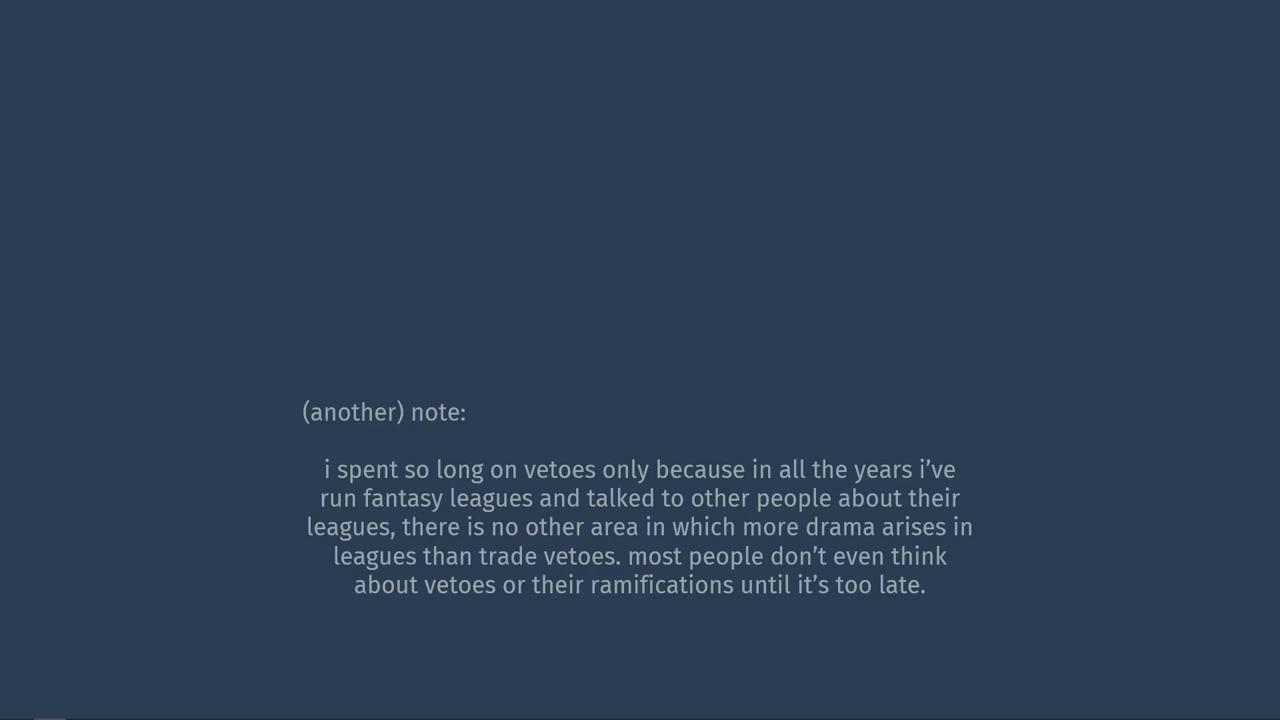 (another) note:
i spent so long on vetoes only because in all the years i’ve
run fantasy leagues and talked to other people about their
leagues, there is no other area in which more drama arises in
leagues than trade vetoes. most people don’t even think
about vetoes or their ramifications until it’s too late.